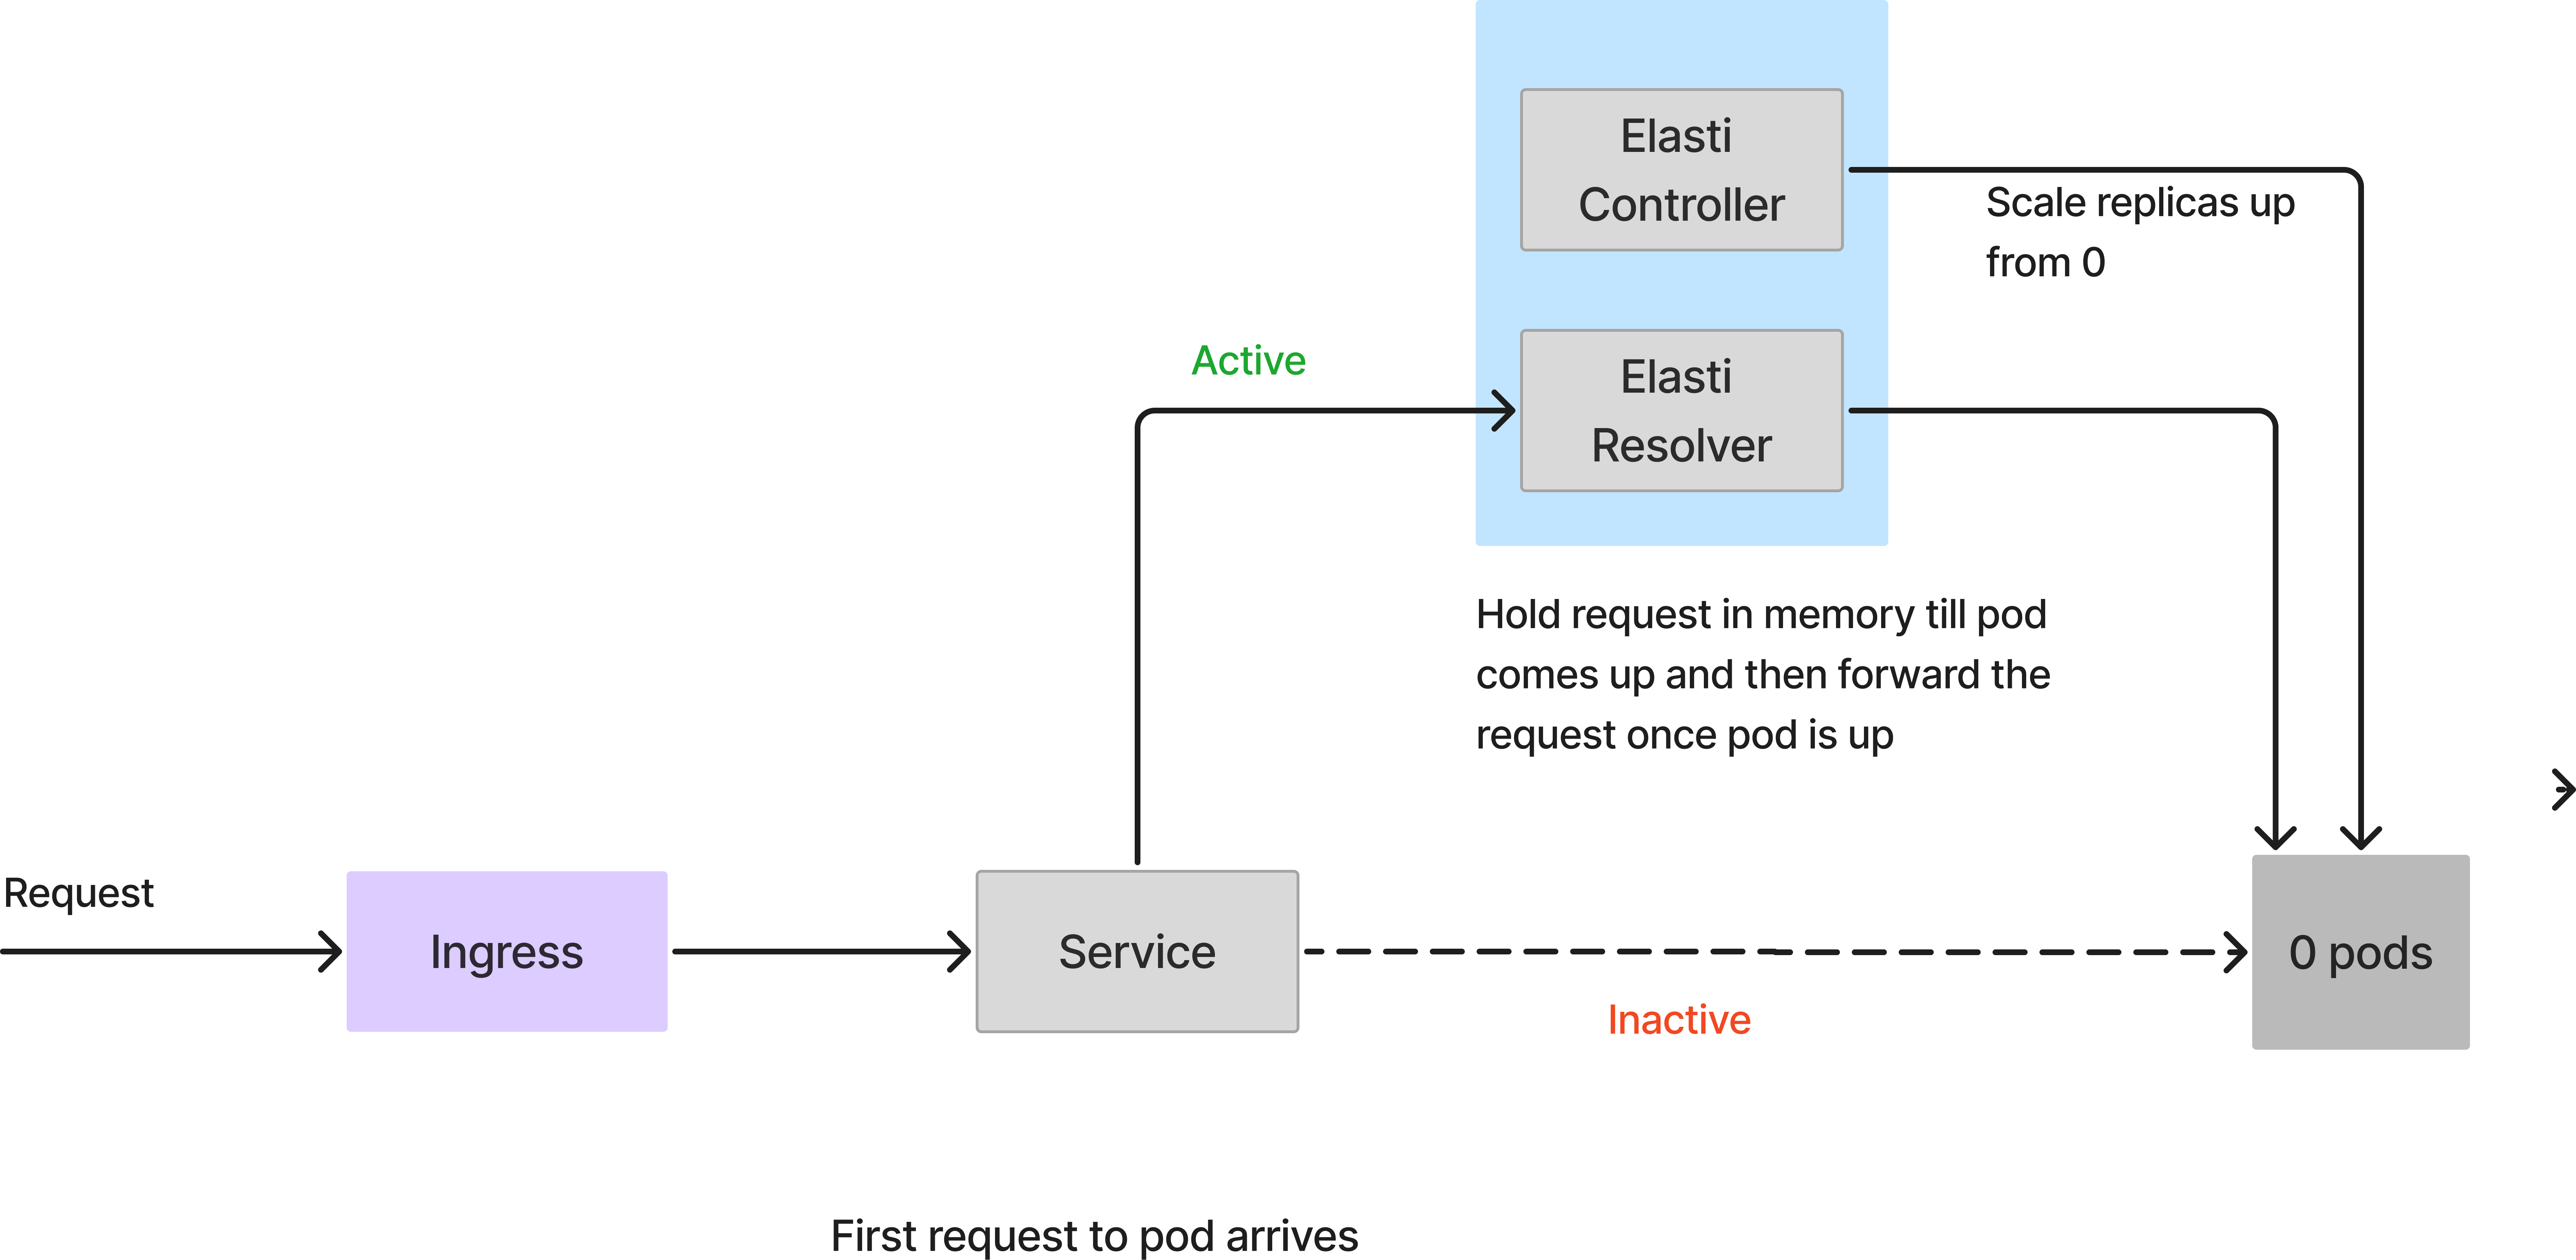 Elasti
Controller
Scale replicas up
from 0
Active
Elasti
Resolver
Hold request in memory till pod
comes up and then forward the
request once pod is up
Request
Ingress
Service
0 pods
Inactive
First request to pod arrives